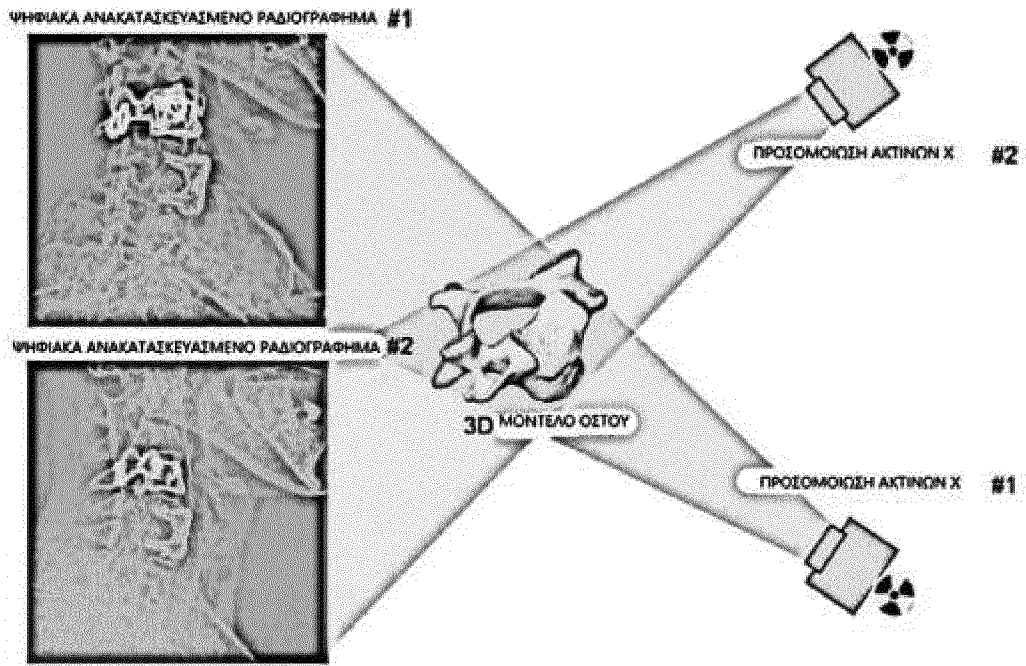 ΨΗΦΙΑΚΑ ΑΝΑΚΑΤΑΣΚΕΥΑΣΜΕΝΟ ΡΑΔΙΟΓΡΑΦΗΜΑ #1
ΠΡΟΣΟΜΟΙΩΣΗ ΑΚΤΙΝΩΝ Χ #2
ΨΗΦΙΑΚΑ ΑΝΑΚΑΤΑΣΚΕΥΑΣΜΕΝΟ ΡΑΔΙΟΓΡΑΦΗΜΑ #2
3D ΜΟΝΤΕΛΟ ΟΣΤΟΥ
ΠΡΟΣΟΜΟΙΩΣΗ ΑΚΤΙΝΩΝ Χ #1